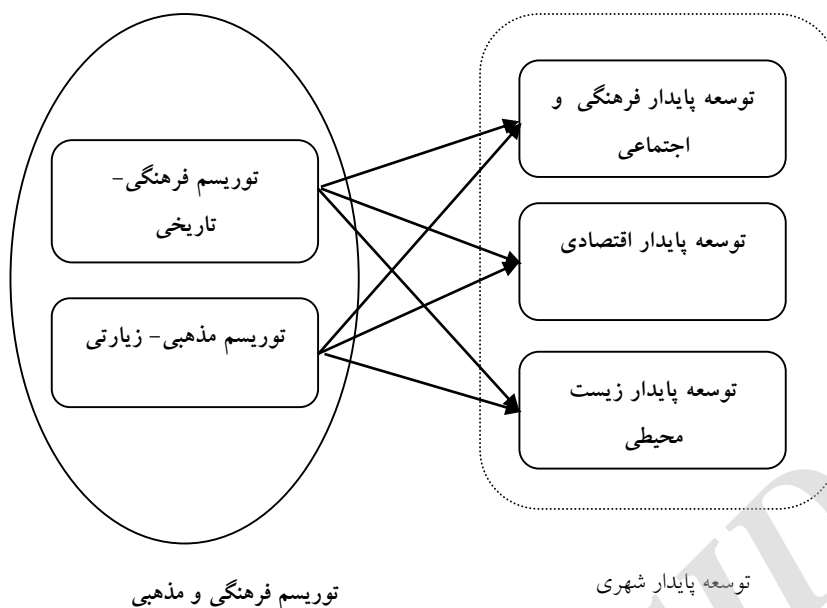 توسعه پایدار فرهنگی و
اجتماعی
توریسم فرهنگی-
تاریخی
توسعه پایدار اقتصادی
توریسم مذهبی- زیارتی
توسعه پایدار زیست
محیطی
توسعه پایدار شهری
توریسم فرهنگی و مذهبی